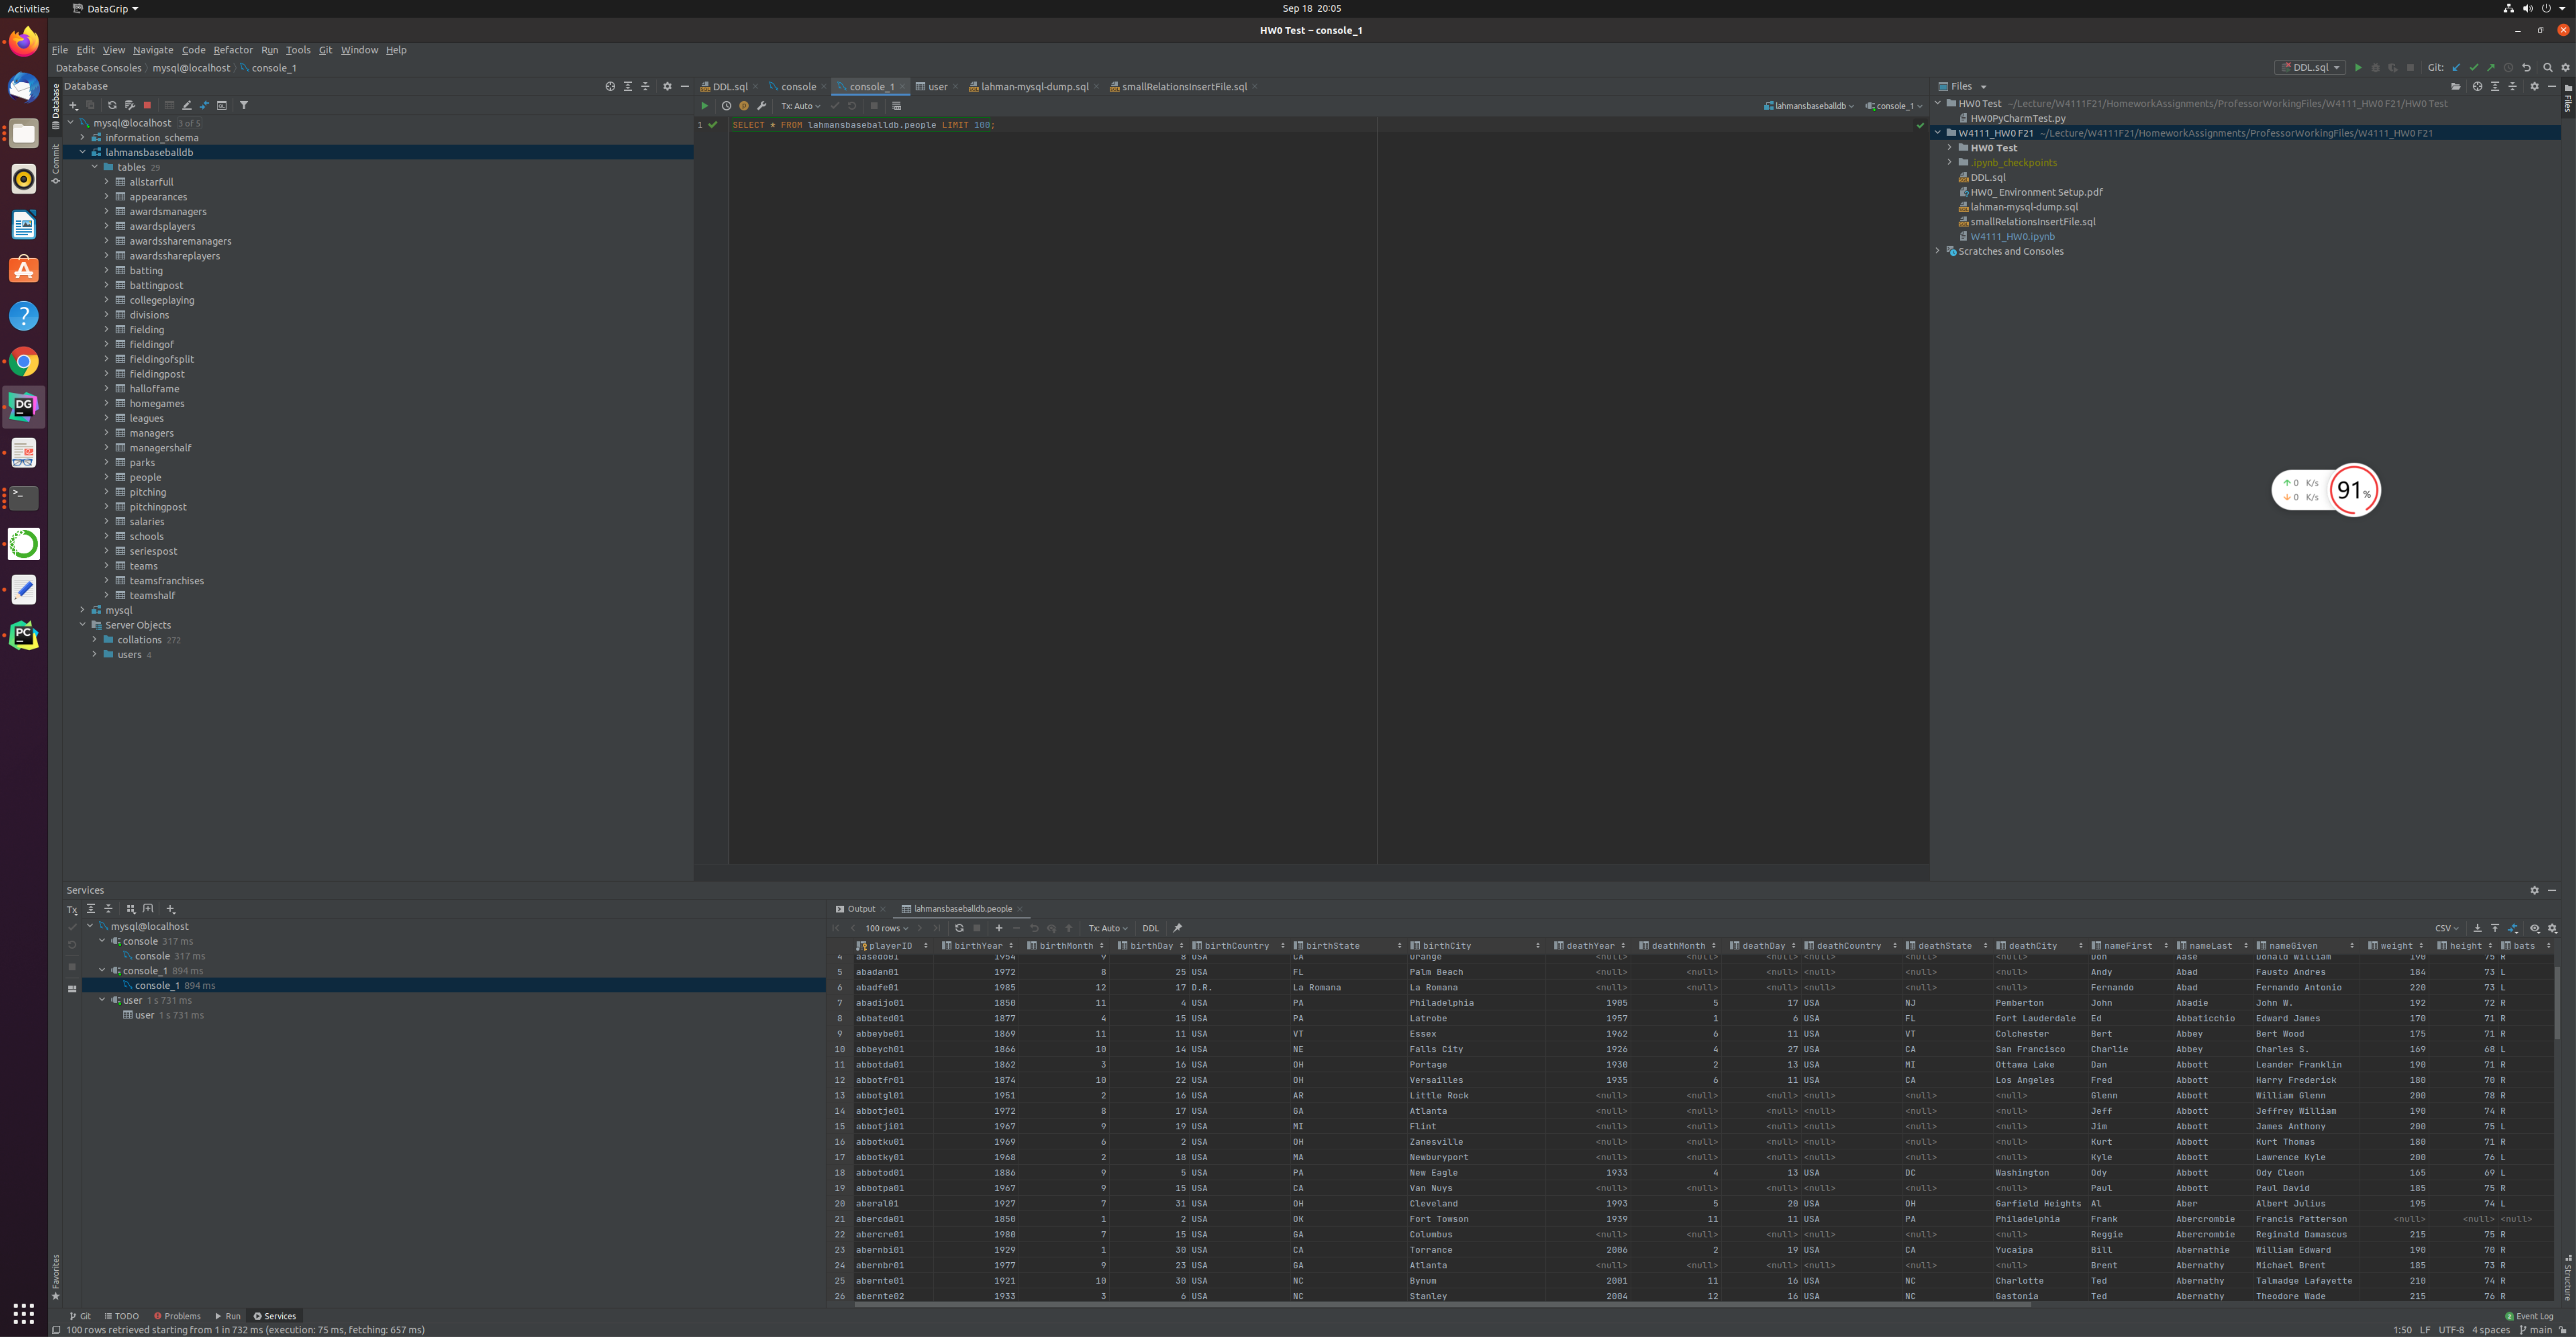 Activities DataGrip Sep 18 20:05
HW0 Test – console_1
File Edit View Navigate Code Refactor Run Tools Git Window Help
Database Consoles mysql@localhost console_1 DDL.sql Git:
Database
Commit
Database
mysql@localhost 3 of 5
information_schema
lahmansbaseballdb
tables 29
allstarfull
appearances
awardsmanagers
awardsplayers
awardssharemanagers
awardsshareplayers
batting
battingpost
collegeplaying
divisions
fielding
fieldingof
fieldingofsplit
fieldingpost
halloffame
homegames
leagues
managers
managershalf
parks
people
pitching
pitchingpost
salaries
schools
seriespost
teams
teamsfranchises
teamshalf
mysql
Server Objects
collations 272
users 4
DDL.sql console console_1 user lahman-mysql-dump.sql smallRelationsInsertFile.sql
Tx: Auto lahmansbaseballdb console_1
1 SELECT * FROM lahmansbaseballdb.people LIMIT 100;
Files
Files
HW0 Test ~/Lecture/W4111F21/HomeworkAssignments/ProfessorWorkingFiles/W4111_HW0 F21/HW0 Test
HW0PyCharmTest.py
W4111_HW0 F21 ~/Lecture/W4111F21/HomeworkAssignments/ProfessorWorkingFiles/W4111_HW0 F21
HW0 Test
.ipynb_checkpoints
DDL.sql
HW0_ Environment Setup.pdf
lahman-mysql-dump.sql
smallRelationsInsertFile.sql
W4111_HW0.ipynb
Scratches and Consoles
0 K/s
0 K/s
91%
DG
PC
Services
Tx
mysql@localhost
console 317 ms
console 317 ms
console_1 894 ms
console_1 894 ms
user 1 s 731 ms
user 1 s 731 ms
Output lahmansbaseballdb.people
100 rows Tx: Auto DDL CSV
playerID birthYear birthMonth birthDay birthCountry birthState birthCity deathYear deathMonth deathDay deathCountry deathState deathCity nameFirst nameLast nameGiven weight height bats
4 aasedo01 1954 9 8 USA CA Orange <null> <null> <null> <null> <null> <null> Don Aase Donald William 190 75 R
5 abadan01 1972 8 25 USA FL Palm Beach <null> <null> <null> <null> <null> <null> Andy Abad Fausto Andres 184 73 L
6 abadfe01 1985 12 17 D.R. La Romana La Romana <null> <null> <null> <null> <null> <null> Fernando Abad Fernando Antonio 220 73 L
7 abadijo01 1850 11 4 USA PA Philadelphia 1905 5 17 USA NJ Pemberton John Abadie John W. 192 72 R
8 abbated01 1877 4 15 USA PA Latrobe 1957 1 6 USA FL Fort Lauderdale Ed Abbaticchio Edward James 170 71 R
9 abbeybe01 1869 11 11 USA VT Essex 1962 6 11 USA VT Colchester Bert Abbey Bert Wood 175 71 R
10 abbeych01 1866 10 14 USA NE Falls City 1926 4 27 USA CA San Francisco Charlie Abbey Charles S. 169 68 L
11 abbotda01 1862 3 16 USA OH Portage 1930 2 13 USA MI Ottawa Lake Dan Abbott Leander Franklin 190 71 R
12 abbotfr01 1874 10 22 USA OH Versailles 1935 6 11 USA CA Los Angeles Fred Abbott Harry Frederick 180 70 R
13 abbotgl01 1951 2 16 USA AR Little Rock <null> <null> <null> <null> <null> <null> Glenn Abbott William Glenn 200 78 R
14 abbotje01 1972 8 17 USA GA Atlanta <null> <null> <null> <null> <null> <null> Jeff Abbott Jeffrey William 190 74 R
15 abbotji01 1967 9 19 USA MI Flint <null> <null> <null> <null> <null> <null> Jim Abbott James Anthony 200 75 L
16 abbotku01 1969 6 2 USA OH Zanesville <null> <null> <null> <null> <null> <null> Kurt Abbott Kurt Thomas 180 71 R
17 abbotky01 1968 2 18 USA MA Newburyport <null> <null> <null> <null> <null> <null> Kyle Abbott Lawrence Kyle 200 76 L
18 abbotod01 1886 9 5 USA PA New Eagle 1933 4 13 USA DC Washington Ody Abbott Ody Cleon 165 69 L
19 abbotpa01 1967 9 15 USA CA Van Nuys <null> <null> <null> <null> <null> <null> Paul Abbott Paul David 185 75 R
20 aberal01 1927 7 31 USA OH Cleveland 1993 5 20 USA OH Garfield Heights Al Aber Albert Julius 195 74 L
21 abercda01 1850 1 2 USA OK Fort Towson 1939 11 11 USA PA Philadelphia Frank Abercrombie Francis Patterson <null> <null> <null>
22 abercre01 1980 7 15 USA GA Columbus <null> <null> <null> <null> <null> <null> Reggie Abercrombie Reginald Damascus 215 75 R
23 abernbi01 1929 1 30 USA CA Torrance 2006 2 19 USA CA Yucaipa Bill Abernathie William Edward 190 70 R
24 abernbr01 1977 9 23 USA GA Atlanta <null> <null> <null> <null> <null> <null> Brent Abernathy Michael Brent 185 73 R
25 abernte01 1921 10 30 USA NC Bynum 2001 11 16 USA NC Charlotte Ted Abernathy Talmadge Lafayette 210 74 R
26 abernte02 1933 3 6 USA NC Stanley 2004 12 16 USA NC Gastonia Ted Abernathy Theodore Wade 215 76 R
Favorites
Structure
Git TODO Problems Run Services Event Log
100 rows retrieved starting from 1 in 732 ms (execution: 75 ms, fetching: 657 ms) 1:50 LF UTF-8 4 spaces main